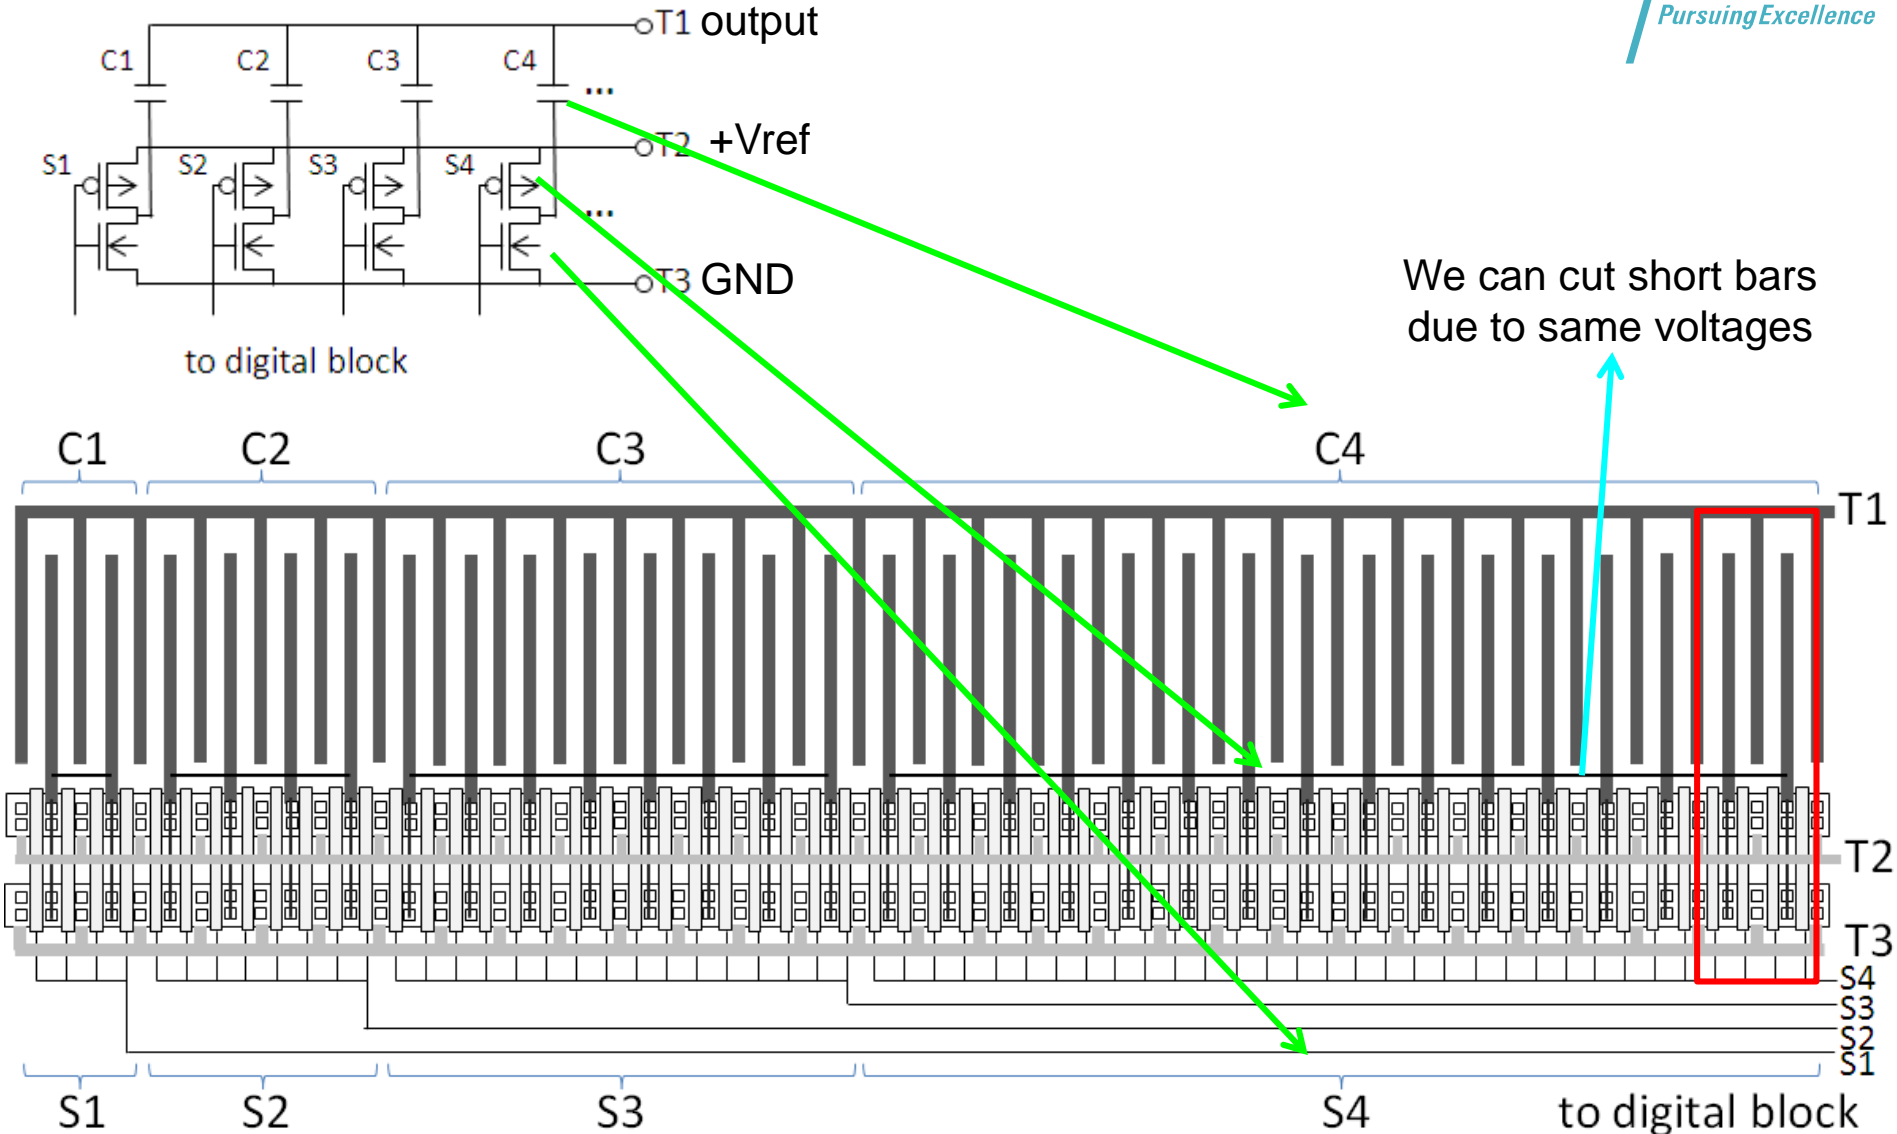 Pursuing Excellence
T1 output
C1 C2 C3 C4 ...
T2 +Vref
S1 S2 S3 S4 ...
T3 GND
to digital block
We can cut short bars
due to same voltages
C1 C2 C3 C4
T1
T2
T3
S4
S3
S2
S1
S1 S2 S3 S4 to digital block